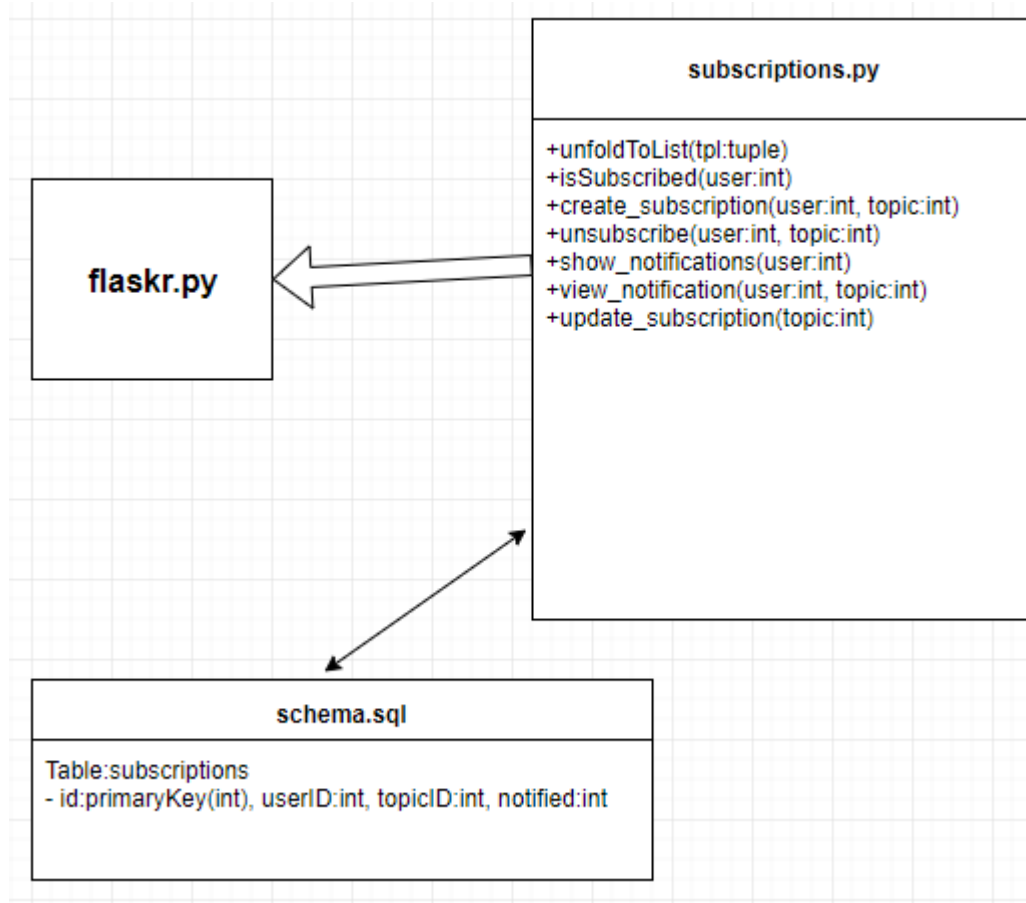 subscriptions.py
+unfoldToList(tpl:tuple)
+isSubscribed(user:int)
+create_subscription(user:int, topic:int)
+unsubscribe(user:int, topic:int)
+show_notifications(user:int)
+view_notification(user:int, topic:int)
+update_subscription(topic:int)
flaskr.py
schema.sql
Table:subscriptions
- id:primaryKey(int), userID:int, topicID:int, notified:int